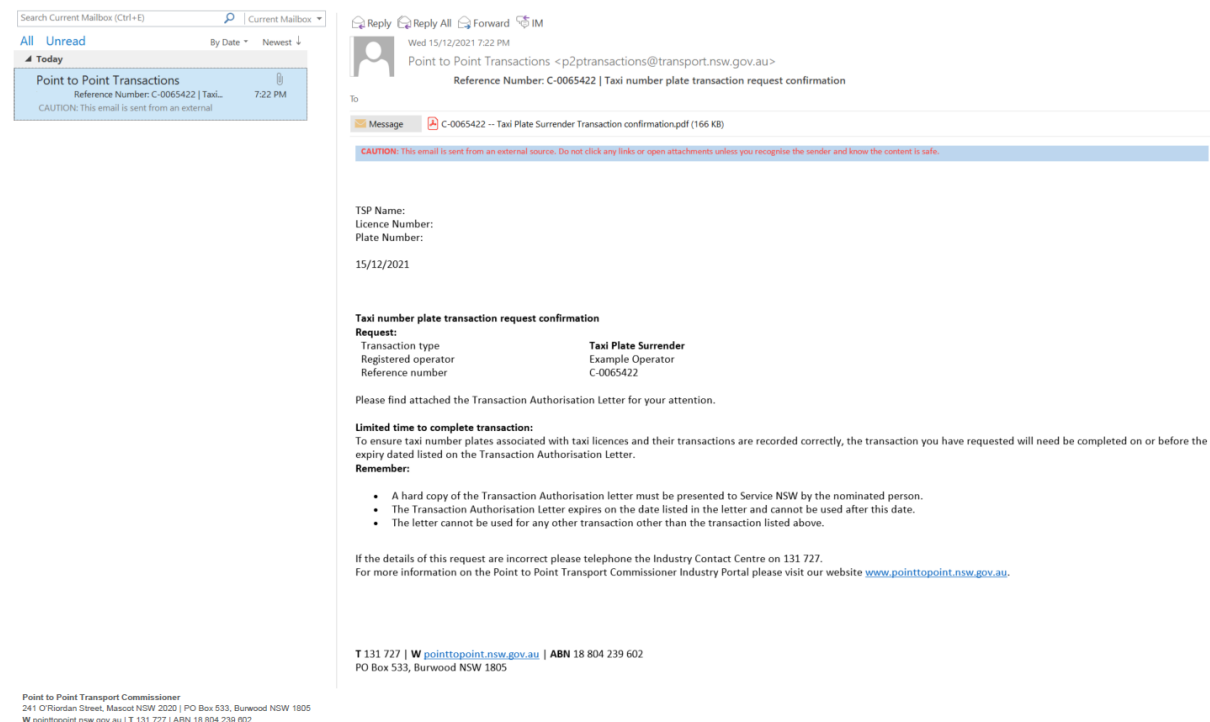 Search Current Mailbox (Ctrl+E)
Current Mailbox
All Unread
By Date Newest ↓
Today
Point to Point Transactions
Reference Number: C-0065422 | Taxi...
7:22 PM
CAUTION: This email is sent from an external
Reply Reply All Forward IM
Wed 15/12/2021 7:22 PM
Point to Point Transactions <p2ptransactions@transport.nsw.gov.au>
Reference Number: C-0065422 | Taxi number plate transaction request confirmation
To
Message
C-0065422 -- Taxi Plate Surrender Transaction confirmation.pdf (166 KB)
CAUTION: This email is sent from an external source. Do not click any links or open attachments unless you recognise the sender and know the content is safe.
TSP Name:
Licence Number:
Plate Number:
15/12/2021
Taxi number plate transaction request confirmation
Request:
Transaction type Taxi Plate Surrender
Registered operator Example Operator
Reference number C-0065422
Please find attached the Transaction Authorisation Letter for your attention.
Limited time to complete transaction:
To ensure taxi number plates associated with taxi licences and their transactions are recorded correctly, the transaction you have requested will need be completed on or before the
expiry dated listed on the Transaction Authorisation Letter.
Remember:
• A hard copy of the Transaction Authorisation letter must be presented to Service NSW by the nominated person.
• The Transaction Authorisation Letter expires on the date listed in the letter and cannot be used after this date.
• The letter cannot be used for any other transaction other than the transaction listed above.
If the details of this request are incorrect please telephone the Industry Contact Centre on 131 727.
For more information on the Point to Point Transport Commissioner Industry Portal please visit our website www.pointtopoint.nsw.gov.au.
T 131 727 | W pointtopoint.nsw.gov.au | ABN 18 804 239 602
PO Box 533, Burwood NSW 1805
Point to Point Transport Commissioner
241 O'Riordan Street, Mascot NSW 2020 | PO Box 533, Burwood NSW 1805
W pointtopoint.nsw.gov.au | T 131 727 | ABN 18 804 239 602